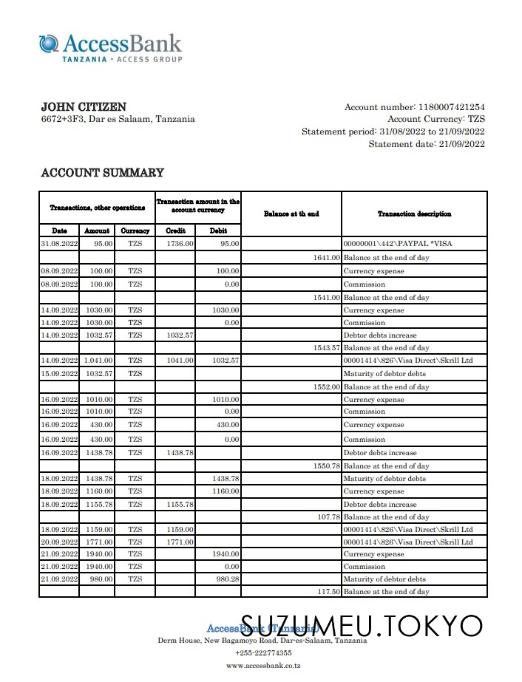 AccessBank
TANZANIA • ACCESS GROUP
JOHN CITIZEN
6672+3F3, Dar es Salaam, Tanzania
Account number: 1180007421254
Account Currency: TZS
Statement period: 31/08/2022 to 21/09/2022
Statement date: 21/09/2022
ACCOUNT SUMMARY
Transactions, other operations Transaction amount in the account currency Balance at th end Transaction description
Date Amount Currency Credit Debit
31.08.2022 95.00 TZS 1736.00 95.00 00000001\442\PAYPAL *VISA
1641.00 Balance at the end of day
08.09.2022 100.00 TZS 100.00 Currency expense
08.09.2022 100.00 TZS 0.00 Commission
1541.00 Balance at the end of day
14.09.2022 1030.00 TZS 1030.00 Currency expense
14.09.2022 1030.00 TZS 0.00 Commission
14.09.2022 1032.57 TZS 1032.57 Debtor debts increase
1543.57 Balance at the end of day
14.09.2022 1.041.00 TZS 1041.00 1032.57 00001414\826\Visa Direct\Skrill Ltd
15.09.2022 1032.57 TZS Maturity of debtor debts
1552.00 Balance at the end of day
16.09.2022 1010.00 TZS 1010.00 Currency expense
16.09.2022 1010.00 TZS 0.00 Commission
16.09.2022 430.00 TZS 430.00 Currency expense
16.09.2022 430.00 TZS 0.00 Commission
16.09.2022 1438.78 TZS 1438.78 Debtor debts increase
1550.78 Balance at the end of day
18.09.2022 1438.78 TZS 1438.78 Maturity of debtor debts
18.09.2022 1160.00 TZS 1160.00 Currency expense
18.09.2022 1155.78 TZS 1155.78 Debtor debts increase
107.78 Balance at the end of day
18.09.2022 1159.00 TZS 1159.00 00001414\826\Visa Direct\Skrill Ltd
20.09.2022 1771.00 TZS 1771.00 00001414\826\Visa Direct\Skrill Ltd
21.09.2022 1940.00 TZS 1940.00 Currency expense
21.09.2022 1940.00 TZS 0.00 Commission
21.09.2022 980.00 TZS 980.28 Maturity of debtor debts
117.50 Balance at the end of day
AccessBank (Tanzania)
SUZUMEU.TOKYO
Derm House, New Bagamoyo Road, Dar-es-Salaam, Tanzania
+255-222774355
www.accessbank.co.tz